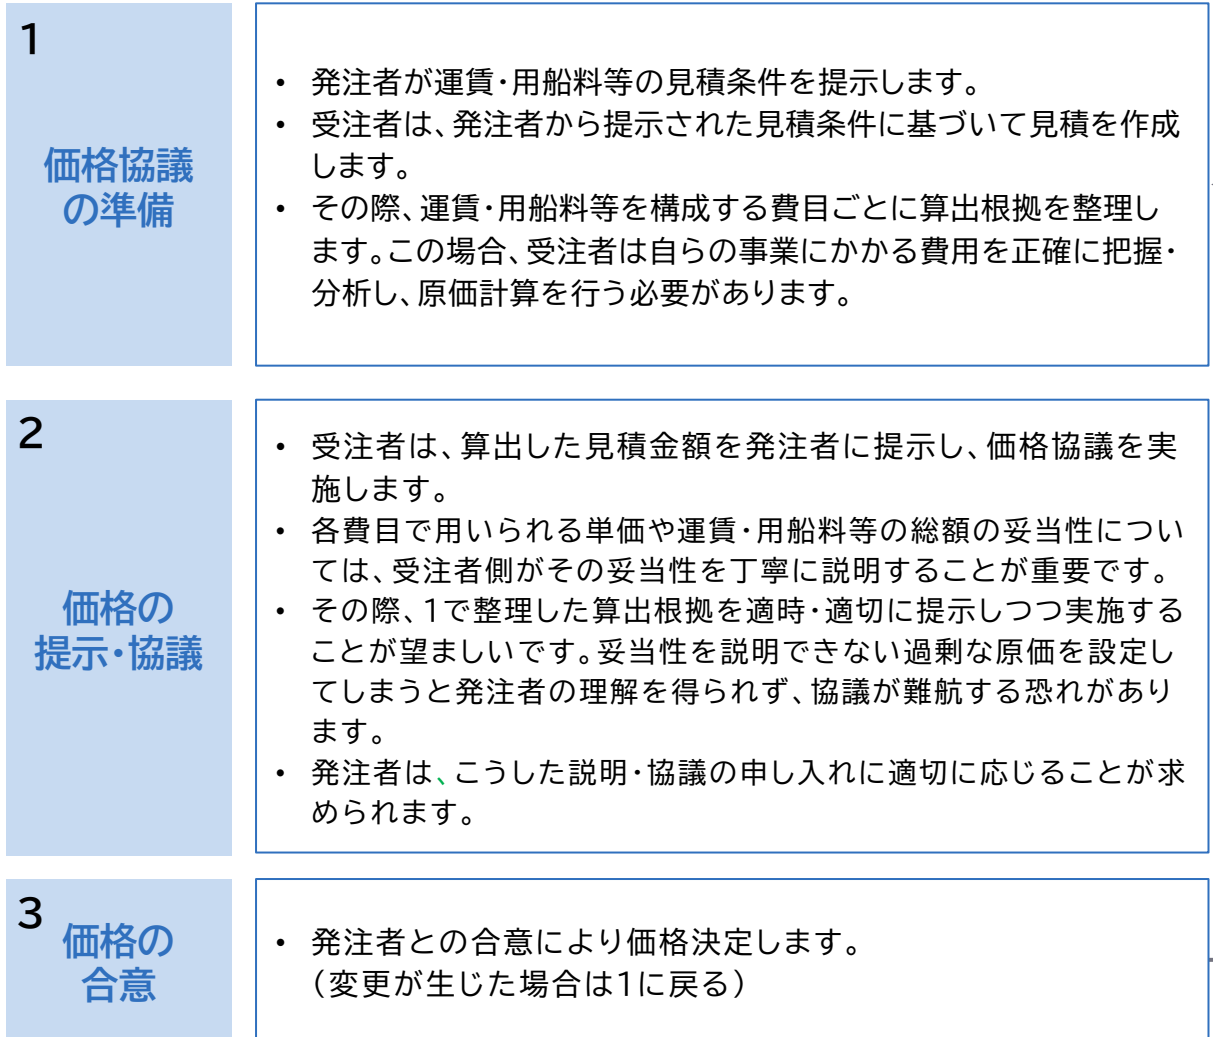 1
価格協議
の準備
• 発注者が運賃・用船料等の見積条件を提示します。
• 受注者は、発注者から提示された見積条件に基づいて見積を作成
します。
• その際、運賃・用船料等を構成する費目ごとに算出根拠を整理し
ます。この場合、受注者は自らの事業にかかる費用を正確に把握・
分析し、原価計算を行う必要があります。
2
価格の
提示・協議
• 受注者は、算出した見積金額を発注者に提示し、価格協議を実
施します。
• 各費目で用いられる単価や運賃・用船料等の総額の妥当性につい
ては、受注者側がその妥当性を丁寧に説明することが重要です。
• その際、1で整理した算出根拠を適時・適切に提示しつつ実施する
ことが望ましいです。妥当性を説明できない過剰な原価を設定し
てしまうと発注者の理解を得られず、協議が難航する恐れがあり
ます。
• 発注者は、こうした説明・協議の申し入れに適切に応じることが求
められます。
3
価格の
合意
• 発注者との合意により価格決定します。
（変更が生じた場合は1に戻る）